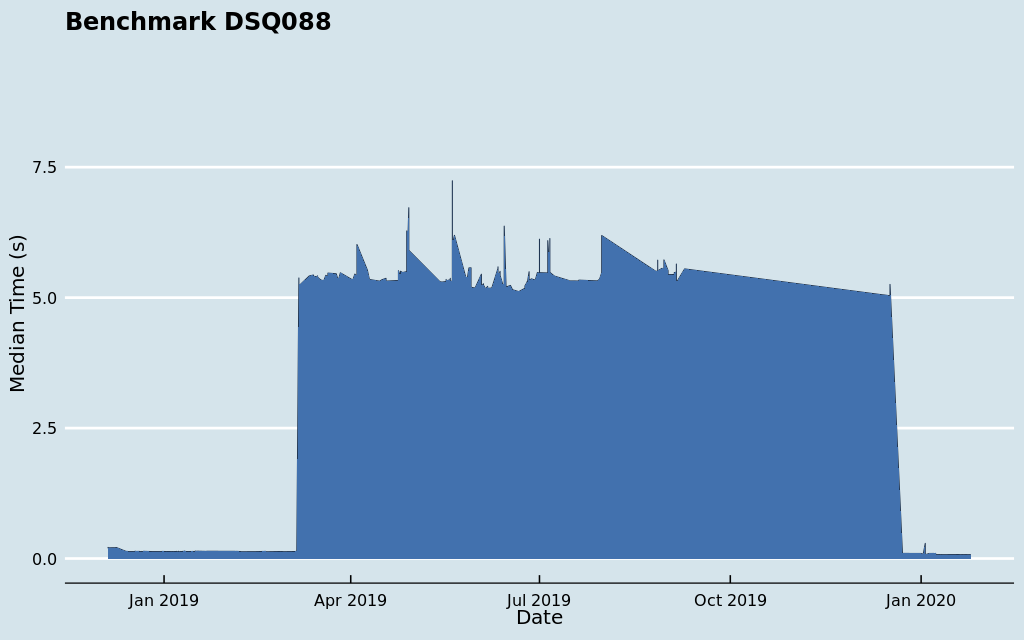 Benchmark DSQ088
Median Time (s)
7.5
5.0
2.5
0.0
Jan 2019
Apr 2019
Jul 2019
Oct 2019
Jan 2020
Date